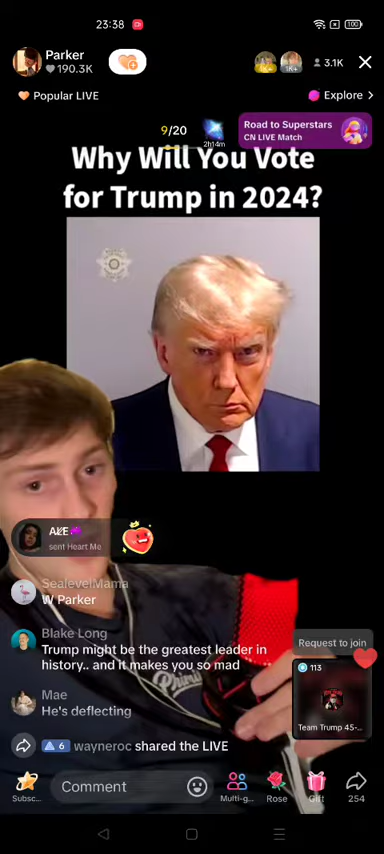 23:38
100
Parker
190.3K
1K+
3.1K
Popular LIVE
Explore
9/20
2h14m
Road to Superstars
CN LIVE Match
Why Will You Vote
for Trump in 2024?
sent Heart Me
SealevelMama
W Parker
Blake Long
Trump might be the greatest leader in
history.. and it makes you so mad
Mae
He's deflecting
Request to join
113
Team Trump 45-...
6 wayneroc shared the LIVE
Subsc...
Comment
Multi-g...
Rose
Gift
254